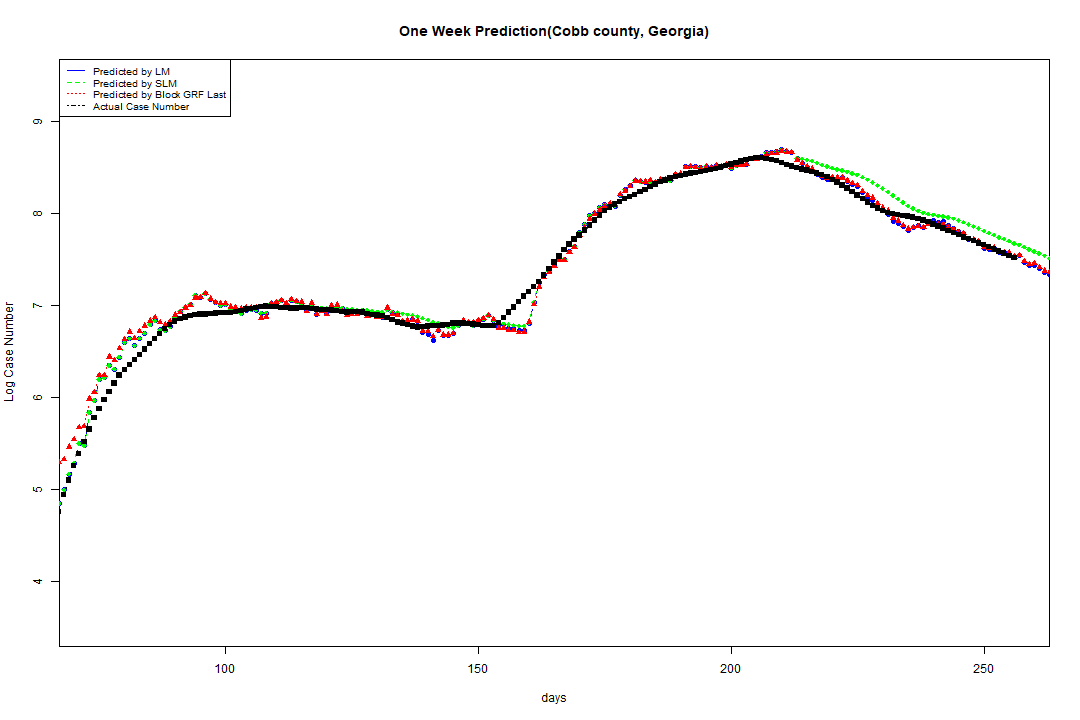 One Week Prediction(Cobb county, Georgia)
Predicted by LM
Predicted by SLM
Predicted by Block GRF Last
Actual Case Number
9
8
7
6
5
4
Log Case Number
100 150 200 250
days